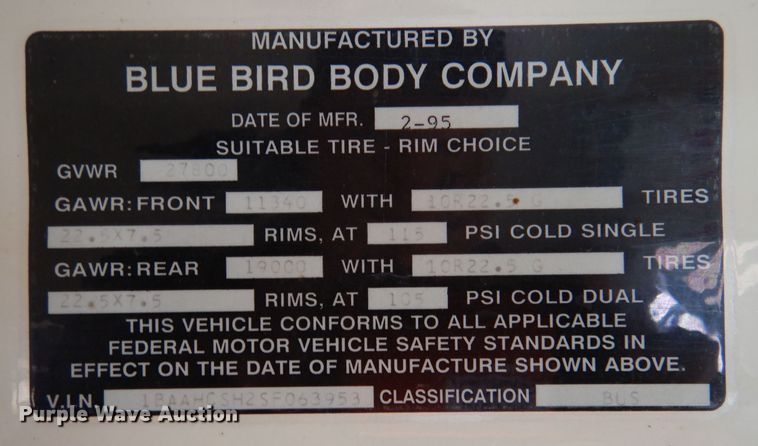 MANUFACTURED BY
BLUE BIRD BODY COMPANY
DATE OF MFR. 2-95
SUITABLE TIRE - RIM CHOICE
GVWR 27800
GAWR: FRONT 11340 WITH 10R22.5 G TIRES
22.5X7.5 RIMS, AT 115 PSI COLD SINGLE
GAWR: REAR 19000 WITH 10R22.5 G TIRES
22.5X7.5 RIMS, AT 105 PSI COLD DUAL
THIS VEHICLE CONFORMS TO ALL APPLICABLE
FEDERAL MOTOR VEHICLE SAFETY STANDARDS IN
EFFECT ON THE DATE OF MANUFACTURE SHOWN ABOVE.
V.I.N. CLASSIFICATION BUS
Purple Wave Auction